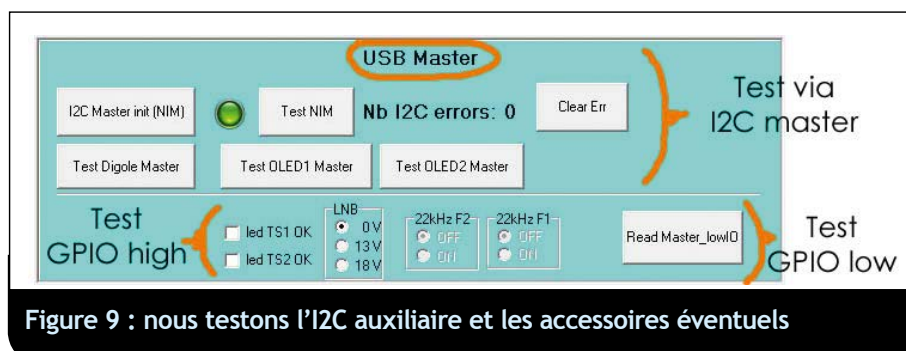 USB Master
I2C Master init (NIM)
Test NIM
Nb I2C errors: 0
Clear Err
Test via
I2C master
Test Digole Master
Test OLED1 Master
Test OLED2 Master
Test
GPIO high
led TS1 OK
led TS2 OK
LNB
0V
13V
18V
22kHz F2
OFF
ON
22kHz F1
OFF
ON
Read Master_lowIO
Test
GPIO low
Figure 9 : nous testons l’I2C auxiliaire et les accessoires éventuels